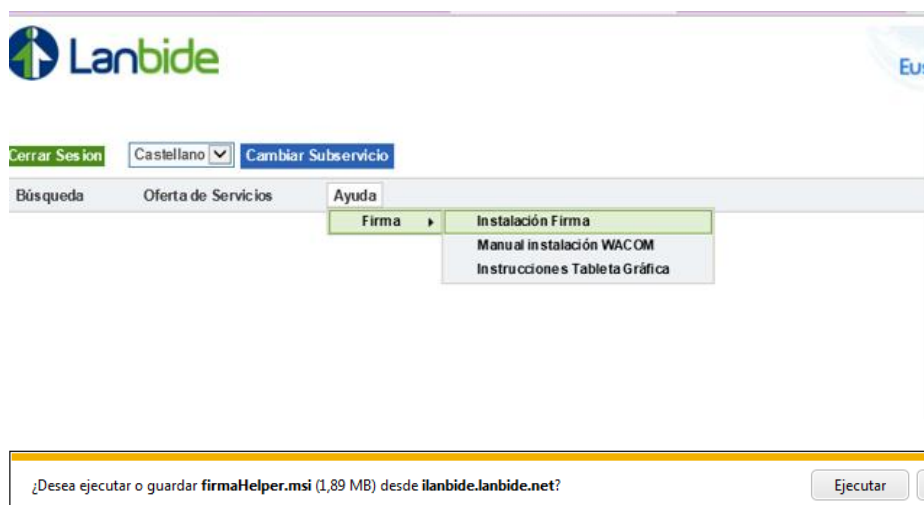 Lanbide
Cerrar Sesion
Castellano
Cambiar Subservicio
Búsqueda
Oferta de Servicios
Ayuda
Firma
Instalación Firma
Manual instalación WACOM
Instrucciones Tableta Gráfica
¿Desea ejecutar o guardar firmaHelper.msi (1,89 MB) desde ilanbide.lanbide.net?
Ejecutar